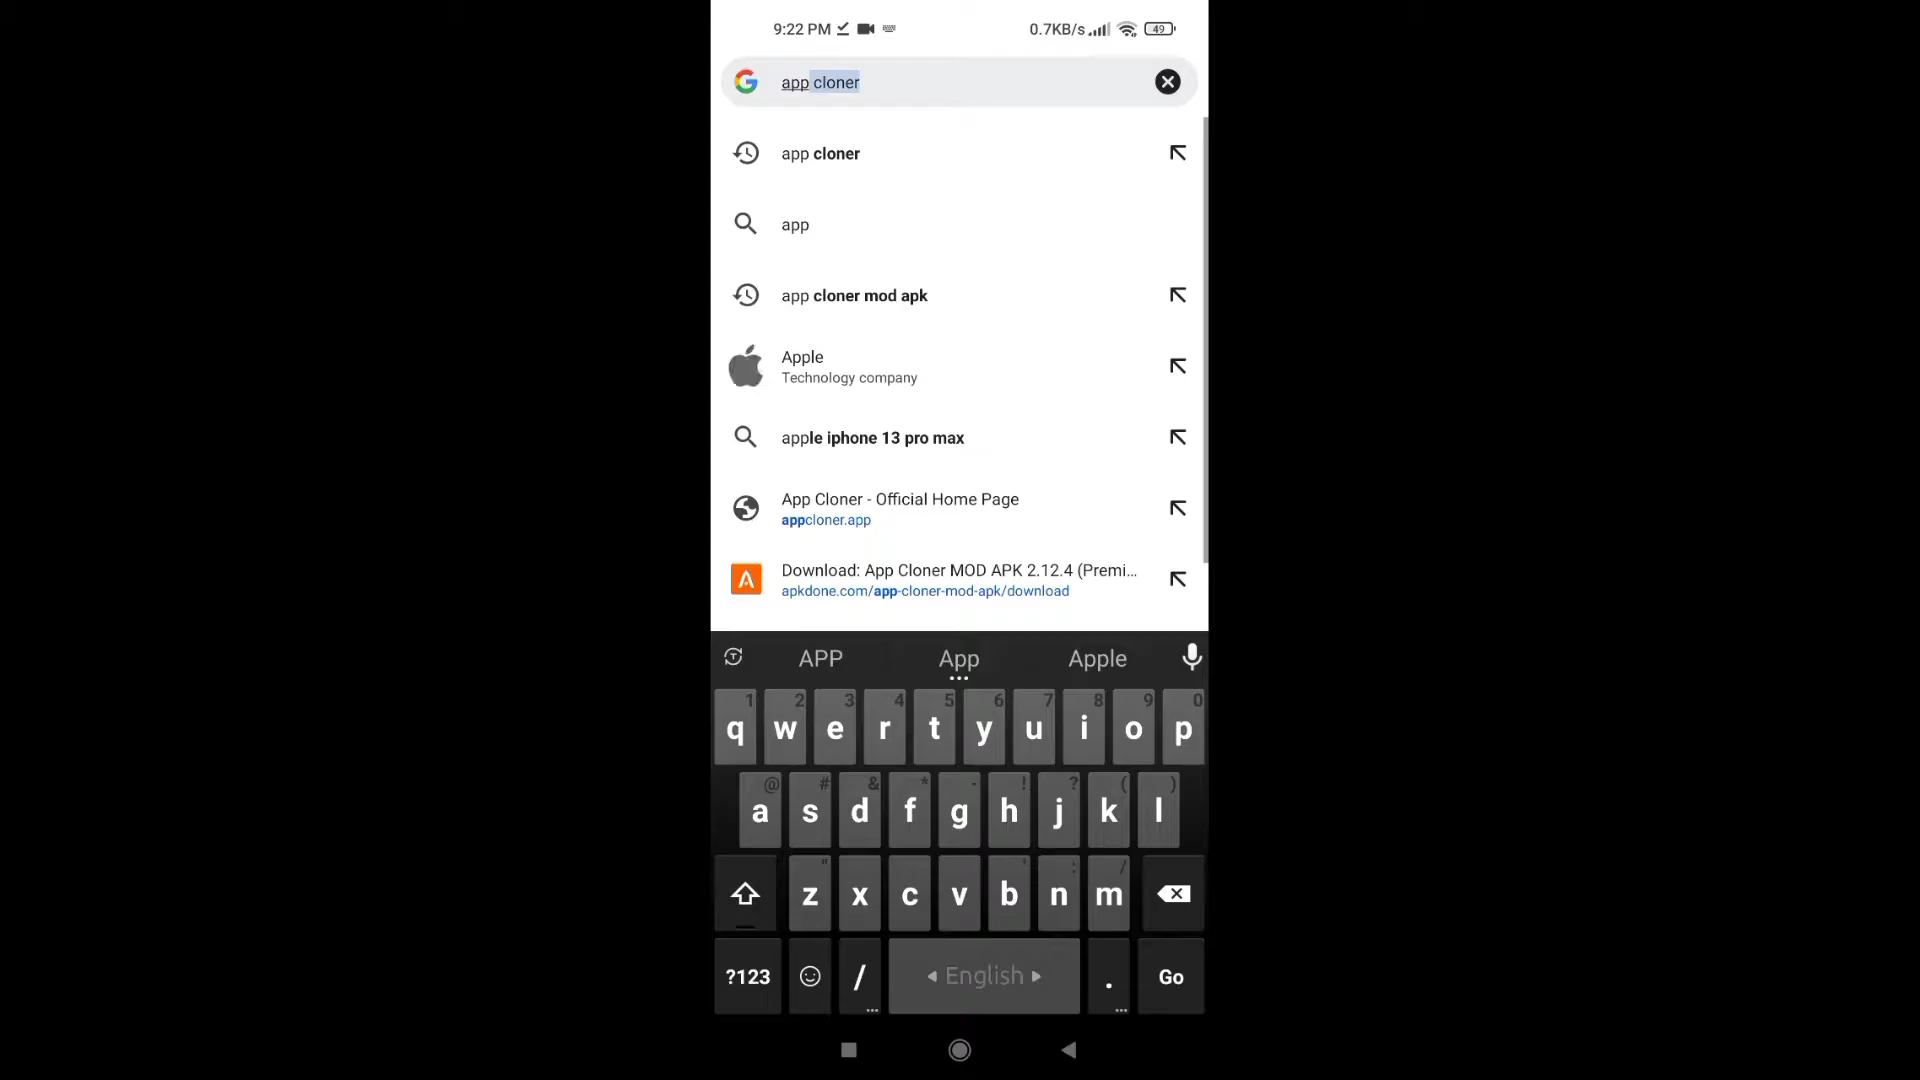 9:22 PM 0.7KB/s 49
app cloner
app cloner
app
app cloner mod apk
Apple
Technology company
apple iphone 13 pro max
App Cloner - Official Home Page
appcloner.app
Download: App Cloner MOD APK 2.12.4 (Premi...
apkdone.com/app-cloner-mod-apk/download
APP App Apple
1 2 3 4 5 6 7 8 9 0
q w e r t y u i o p
@ # & * - ! ? ( )
a s d f g h j k l
" ' : /
z x c v b n m
?123 / English . Go